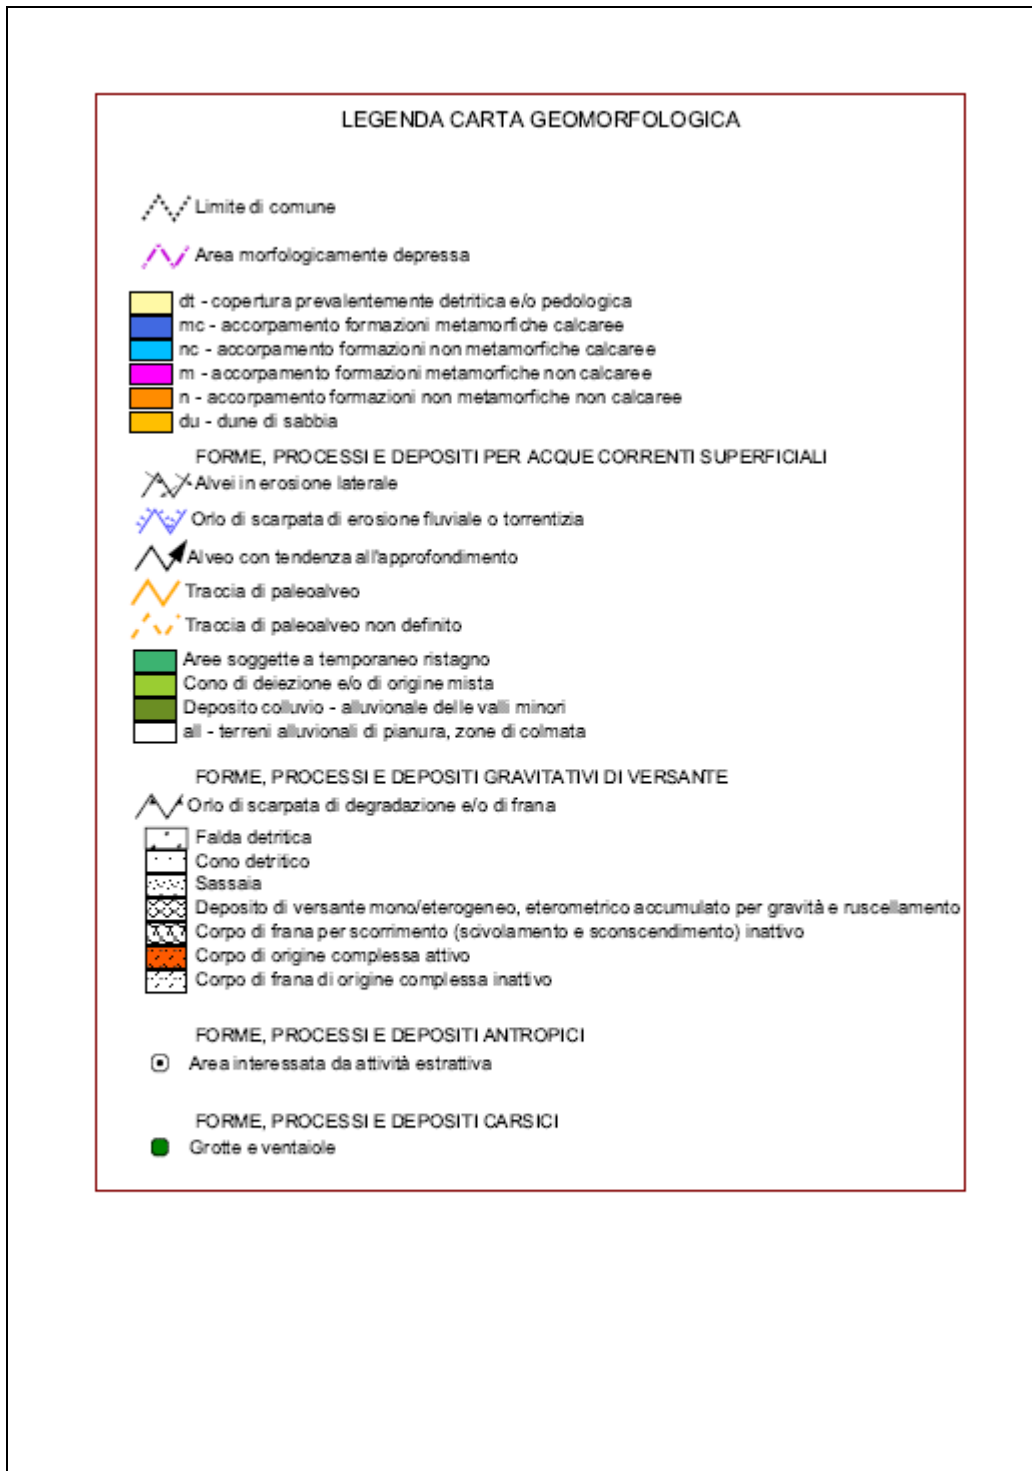 LEGENDA CARTA GEOMORFOLOGICA
Limite di comune
Area morfologicamente depressa
dt - copertura prevalentemente detritica e/o pedologica
mc - accorpamento formazioni metamorfiche calcaree
nc - accorpamento formazioni non metamorfiche calcaree
m - accorpamento formazioni metamorfiche non calcaree
n - accorpamento formazioni non metamorfiche non calcaree
du - dune di sabbia
FORME, PROCESSI E DEPOSITI PER ACQUE CORRENTI SUPERFICIALI
Alvei in erosione laterale
Orlo di scarpata di erosione fluviale o torrentizia
Alveo con tendenza all'approfondimento
Traccia di paleoalveo
Traccia di paleoalveo non definito
Aree soggette a temporaneo ristagno
Cono di deiezione e/o di origine mista
Deposito colluvio - alluvionale delle valli minori
all - terreni alluvionali di pianura, zone di colmata
FORME, PROCESSI E DEPOSITI GRAVITATIVI DI VERSANTE
Orlo di scarpata di degradazione e/o di frana
Falda detritica
Cono detritico
Sassaia
Deposito di versante mono/eterogeneo, eterometrico accumulato per gravità e ruscellamento
Corpo di frana per scorrimento (scivolamento e sconscendimento) inattivo
Corpo di origine complessa attivo
Corpo di frana di origine complessa inattivo
FORME, PROCESSI E DEPOSITI ANTROPICI
Area interessata da attività estrattiva
FORME, PROCESSI E DEPOSITI CARSICI
Grotte e ventaiole